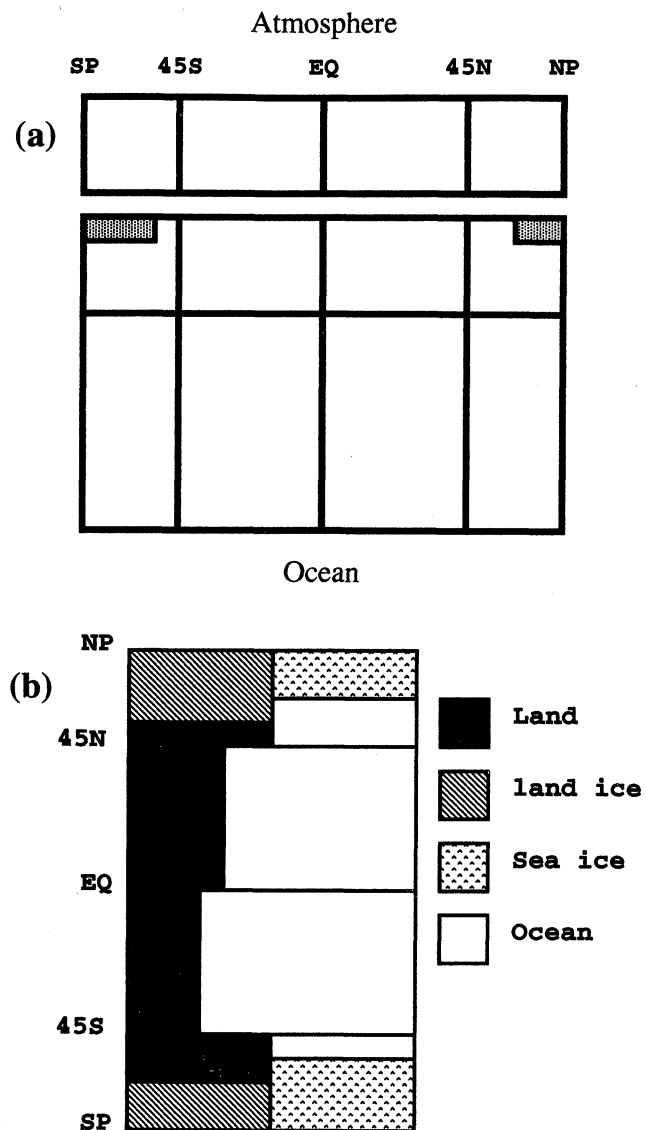 Atmosphere
SP 45S EQ 45N NP
(a)
Ocean
NP
(b)
Land
45N
land ice
Sea ice
EQ
Ocean
45S
SP